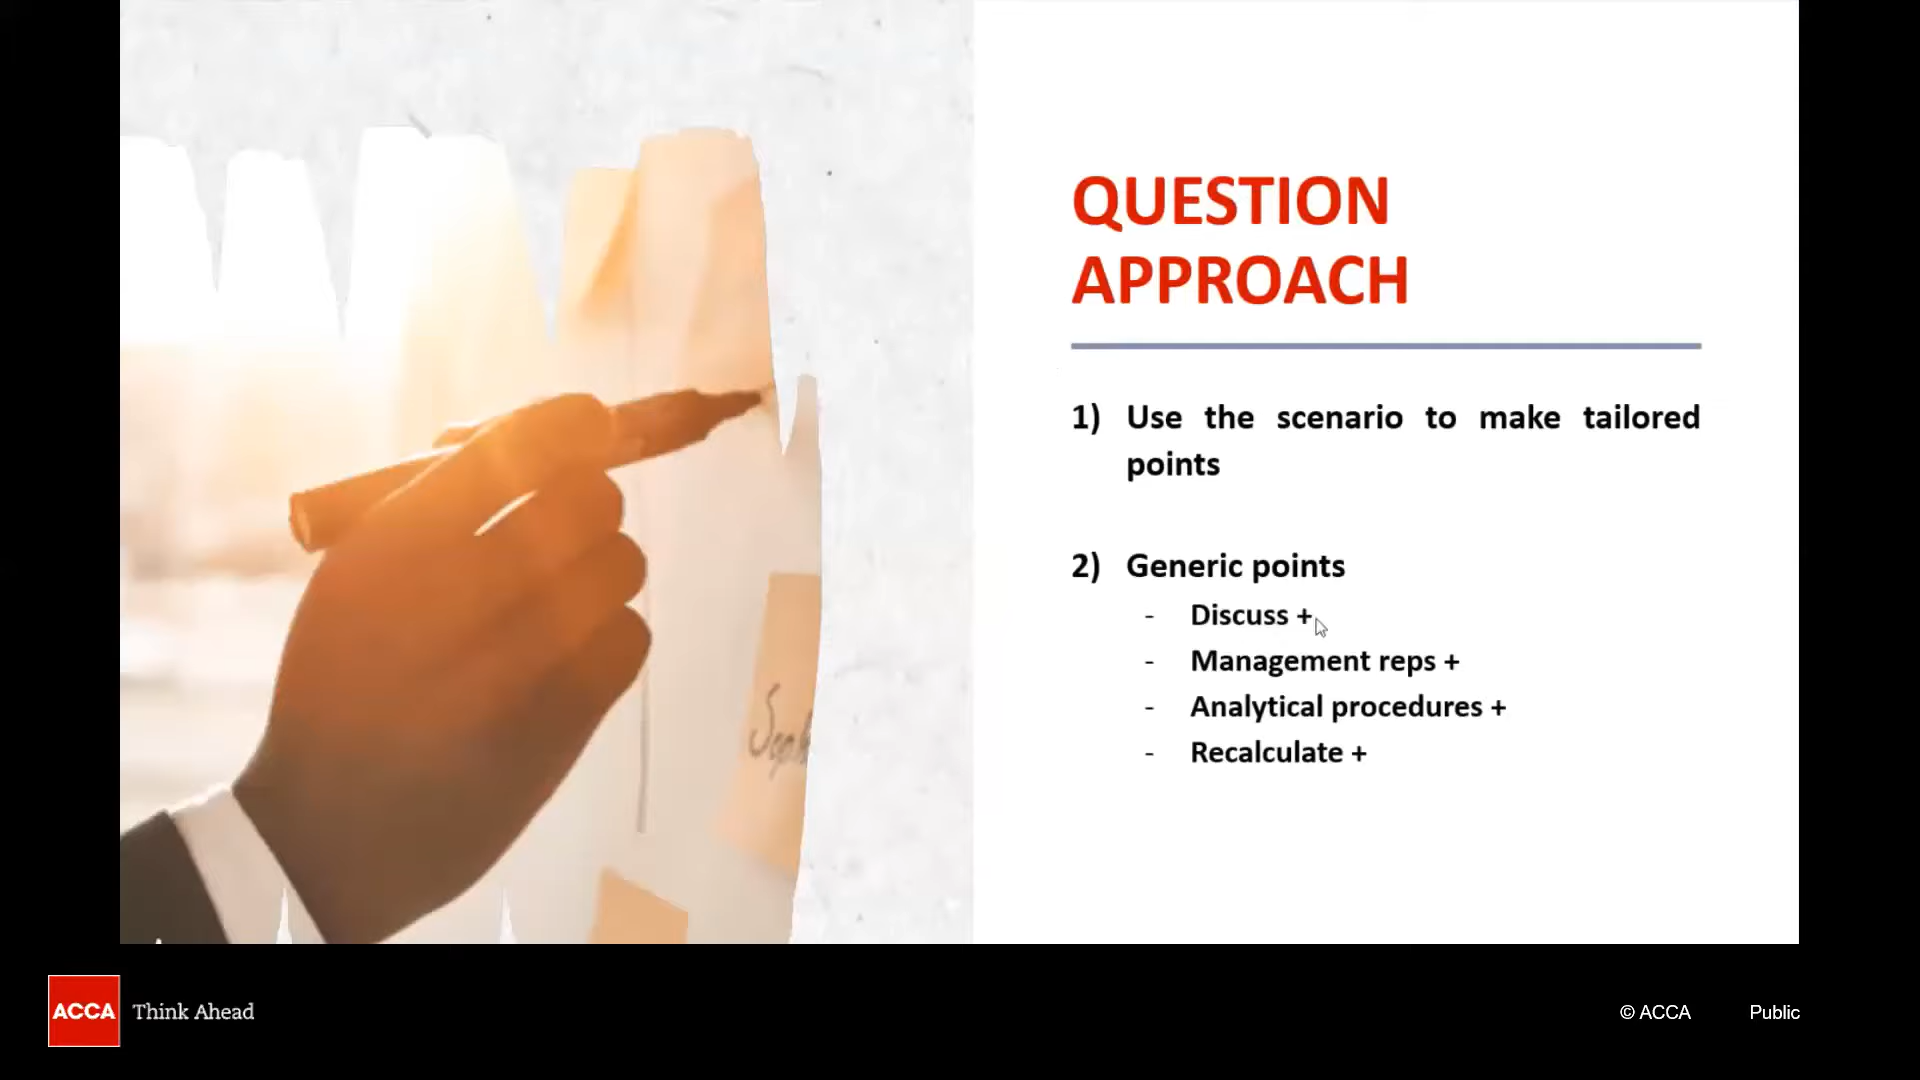 QUESTION
APPROACH
1) Use the scenario to make tailored
points
2) Generic points
- Discuss +
- Management reps +
- Analytical procedures +
- Recalculate +
ACCA Think Ahead
© ACCA Public